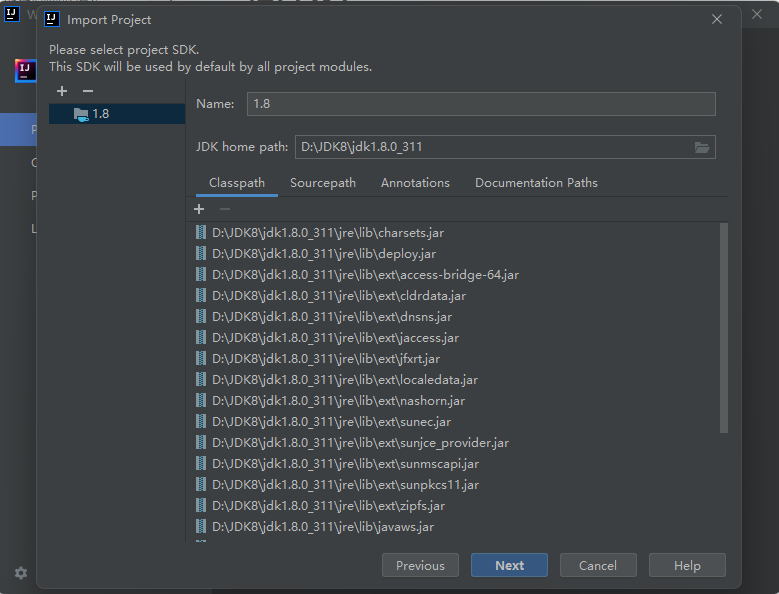 W
Import Project
Please select project SDK.
This SDK will be used by default by all project modules.
1.8
Name: 1.8
JDK home path: D:\JDK8\jdk1.8.0_311
Classpath Sourcepath Annotations Documentation Paths
D:\JDK8\jdk1.8.0_311\jre\lib\charsets.jar
D:\JDK8\jdk1.8.0_311\jre\lib\deploy.jar
D:\JDK8\jdk1.8.0_311\jre\lib\ext\access-bridge-64.jar
D:\JDK8\jdk1.8.0_311\jre\lib\ext\cldrdata.jar
D:\JDK8\jdk1.8.0_311\jre\lib\ext\dnsns.jar
D:\JDK8\jdk1.8.0_311\jre\lib\ext\jaccess.jar
D:\JDK8\jdk1.8.0_311\jre\lib\ext\jfxrt.jar
D:\JDK8\jdk1.8.0_311\jre\lib\ext\localedata.jar
D:\JDK8\jdk1.8.0_311\jre\lib\ext\nashorn.jar
D:\JDK8\jdk1.8.0_311\jre\lib\ext\sunec.jar
D:\JDK8\jdk1.8.0_311\jre\lib\ext\sunjce_provider.jar
D:\JDK8\jdk1.8.0_311\jre\lib\ext\sunmscapi.jar
D:\JDK8\jdk1.8.0_311\jre\lib\ext\sunpkcs11.jar
D:\JDK8\jdk1.8.0_311\jre\lib\ext\zipfs.jar
D:\JDK8\jdk1.8.0_311\jre\lib\javaws.jar
Previous Next Cancel Help